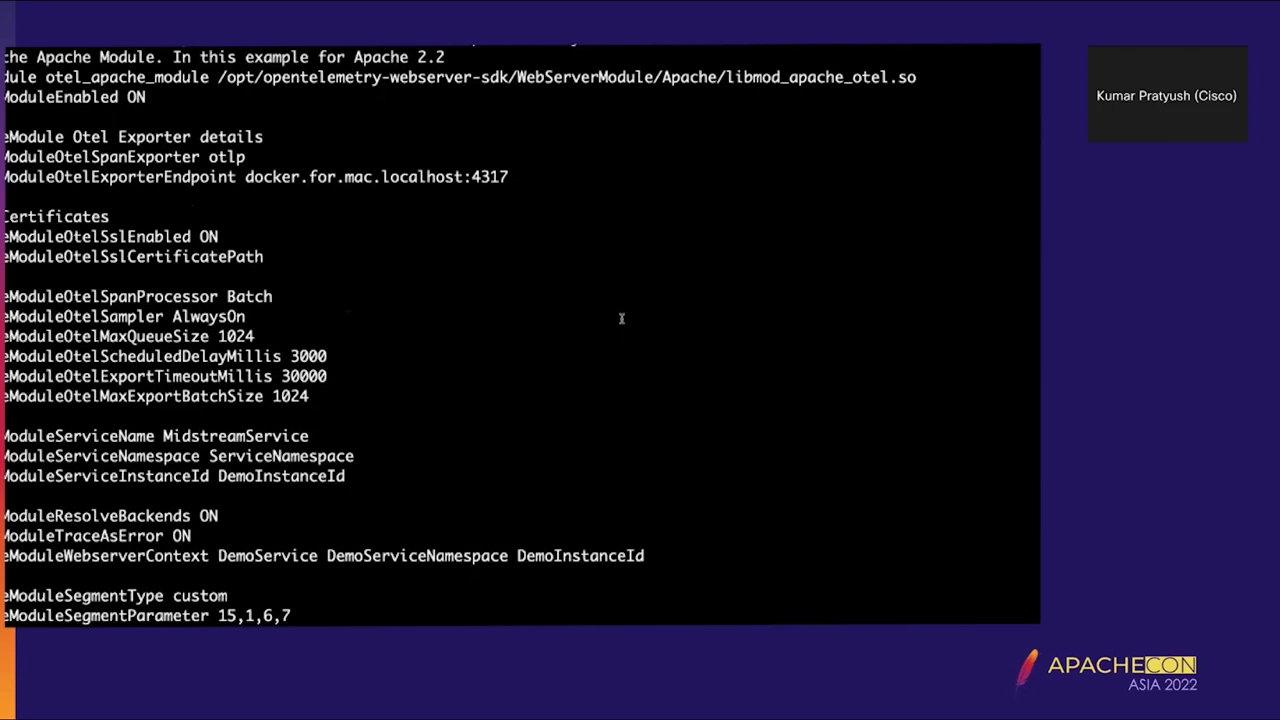 che Apache Module. In this example for Apache 2.2
dule otel_apache_module /opt/opentelemetry-webserver-sdk/WebServerModule/Apache/libmod_apache_otel.so
ModuleEnabled ON
eModule Otel Exporter details
ModuleOtelSpanExporter otlp
ModuleOtelExporterEndpoint docker.for.mac.localhost:4317
Certificates
eModuleOtelSslEnabled ON
eModuleOtelSslCertificatePath
eModuleOtelSpanProcessor Batch
eModuleOtelSampler AlwaysOn
eModuleOtelMaxQueueSize 1024
eModuleOtelScheduledDelayMillis 3000
eModuleOtelExportTimeoutMillis 30000
eModuleOtelMaxExportBatchSize 1024
ModuleServiceName MidstreamService
ModuleServiceNamespace ServiceNamespace
ModuleServiceInstanceId DemoInstanceId
ModuleResolveBackends ON
ModuleTraceAsError ON
eModuleWebserverContext DemoService DemoServiceNamespace DemoInstanceId
eModuleSegmentType custom
eModuleSegmentParameter 15,1,6,7
Kumar Pratyush (Cisco)
APACHECON
ASIA 2022